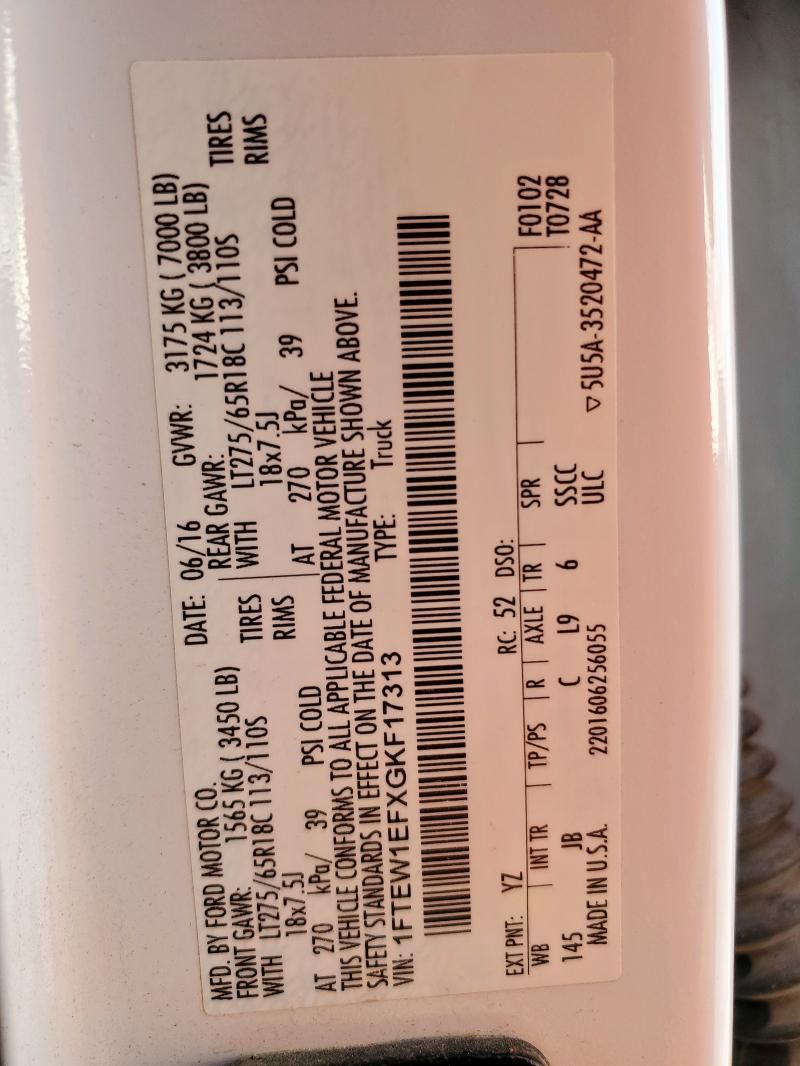 MFD. BY FORD MOTOR CO.
DATE: 06/16 GVWR: 3175 KG ( 7000 LB)
FRONT GAWR: 1565 KG ( 3450 LB) REAR GAWR: 1724 KG ( 3800 LB)
WITH LT275/65R18C 113/110S TIRES WITH LT275/65R18C 113/110S TIRES
18x7.5J RIMS 18x7.5J RIMS
AT 270 kPa/ 39 PSI COLD AT 270 kPa/ 39 PSI COLD
THIS VEHICLE CONFORMS TO ALL APPLICABLE FEDERAL MOTOR VEHICLE
SAFETY STANDARDS IN EFFECT ON THE DATE OF MANUFACTURE SHOWN ABOVE.
VIN: 1FTEW1EFXGKF17313 TYPE: Truck
F0102
T0728
EXT PNT: YZ RC: 52 DSO:
WB INT TR TP/PS R AXLE TR SPR
145 JB C L9 6 SSCC
MADE IN U.S.A. 2201606256055 ULC ▽5U5A-3520472-AA